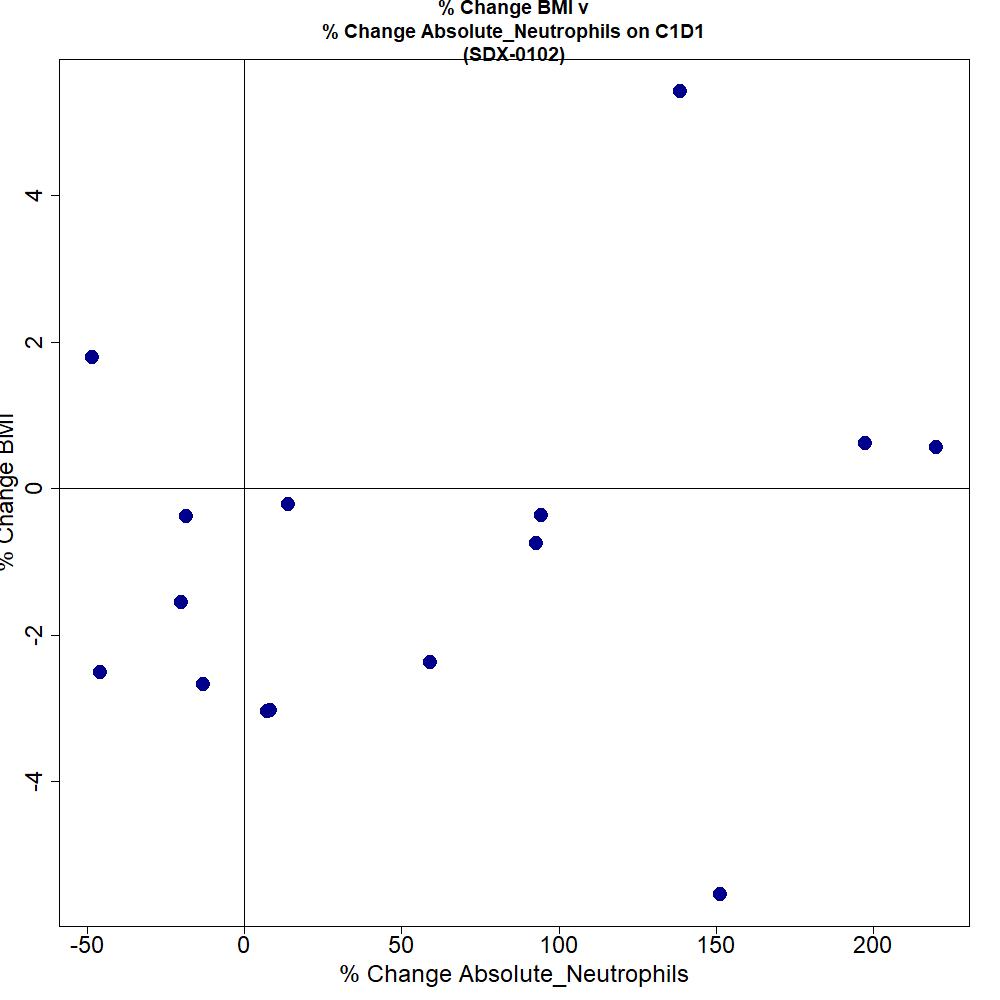 % Change BMI v
% Change Absolute_Neutrophils on C1D1
(SDX-0102)
% Change BMI
4
2
0
-2
-4
-50 0 50 100 150 200
% Change Absolute_Neutrophils